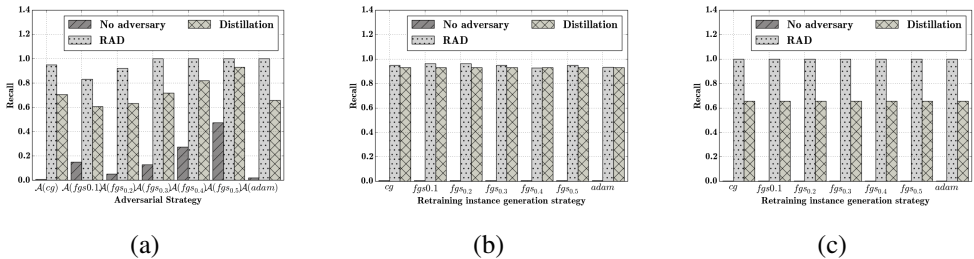 1.4
1.2
1.0
0.8
0.6
0.4
0.2
0.0
Recall
No adversary
Distillation
RAD
A(cg) A(fgs0.1) A(fgs0.2) A(fgs0.3) A(fgs0.4) A(fgs0.5) A(adam)
Adversarial Strategy
(a)
1.4
1.2
1.0
0.8
0.6
0.4
0.2
0.0
Recall
No adversary
Distillation
RAD
cg fgs0.1 fgs0.2 fgs0.3 fgs0.4 fgs0.5 adam
Retraining instance generation strategy
(b)
1.4
1.2
1.0
0.8
0.6
0.4
0.2
0.0
Recall
No adversary
Distillation
RAD
cg fgs0.1 fgs0.2 fgs0.3 fgs0.4 fgs0.5 adam
Retraining instance generation strategy
(c)